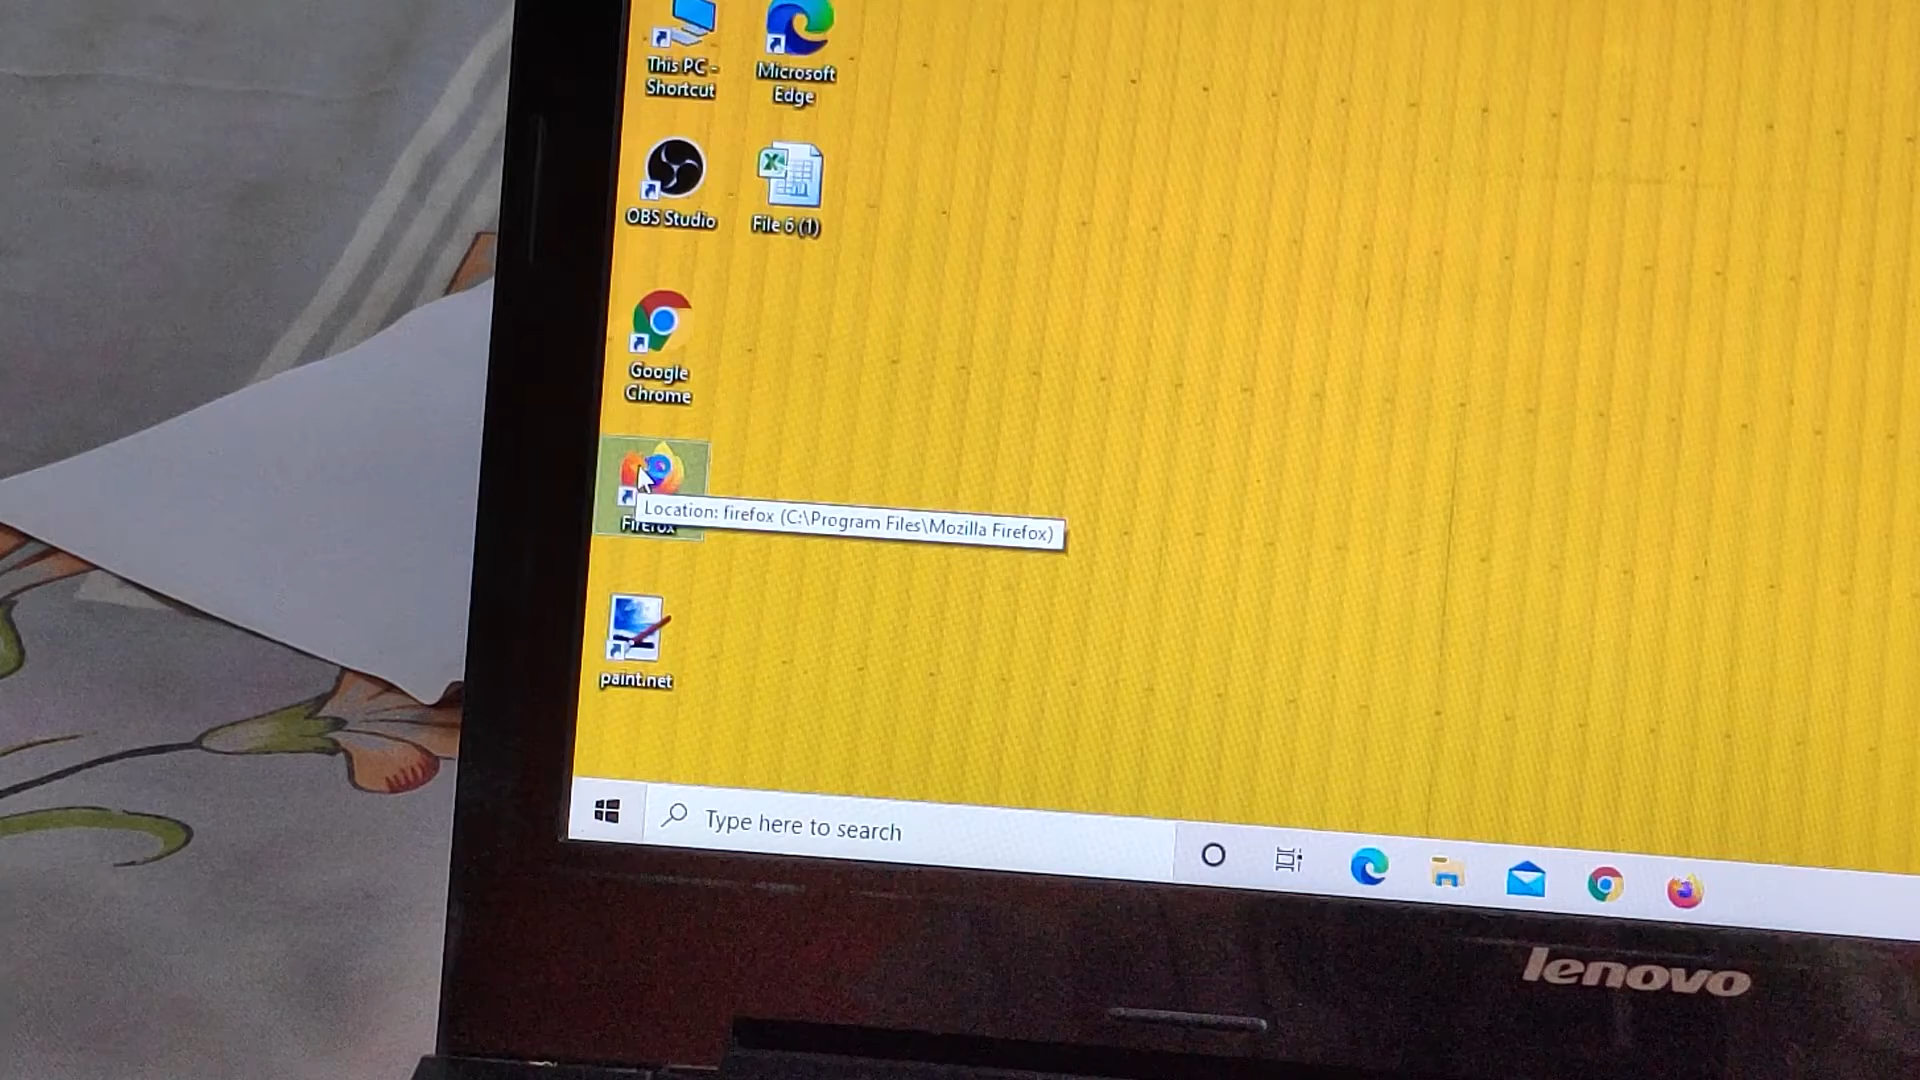 This PC -
Shortcut
Microsoft
Edge
OBS Studio
File 6 (1)
Google
Chrome
Location: firefox (C:\Program Files\Mozilla Firefox)
Firefox
paint.net
Type here to search
lenovo